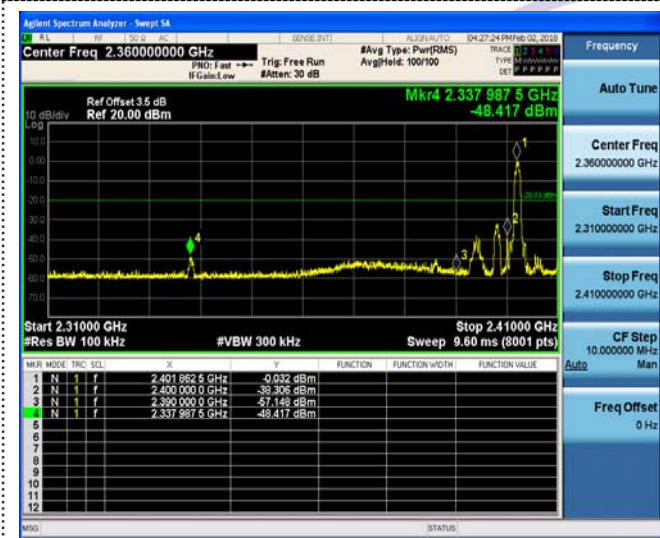 Agilent Spectrum Analyzer - Swept SA
RL RF 50 Ω AC SENSE:INT ALIGNAUTO 04:27:24 PM Feb 02, 2018
Center Freq 2.360000000 GHz
PNO: Fast Trig: Free Run #Avg Type: Pwr(RMS) TRACE 1 2 3 4 5 6
IFGain:Low #Atten: 30 dB Avg|Hold: 100/100 TYPE
DET P P P P P P
Ref Offset 3.5 dB
10 dB/div Ref 20.00 dBm
Log
Mkr4 2.337 987 5 GHz
-48.417 dBm
10.0
0.00
-10.0
-20.0
-30.0
-40.0
-50.0
-60.0
-70.0
-20.03 dBm
1
2
3
4
Start 2.31000 GHz Stop 2.41000 GHz
#Res BW 100 kHz #VBW 300 kHz Sweep 9.60 ms (8001 pts)
MKR MODE TRC SCL X Y FUNCTION FUNCTION WIDTH FUNCTION VALUE
1 N 1 f 2.401 862 5 GHz -0.032 dBm
2 N 1 f 2.400 000 0 GHz -38.306 dBm
3 N 1 f 2.390 000 0 GHz -57.148 dBm
4 N 1 f 2.337 987 5 GHz -48.417 dBm
5
6
7
8
9
10
11
12
MSG STATUS
Frequency
Auto Tune
Center Freq
2.360000000 GHz
Start Freq
2.310000000 GHz
Stop Freq
2.410000000 GHz
CF Step
10.000000 MHz
Auto Man
Freq Offset
0 Hz